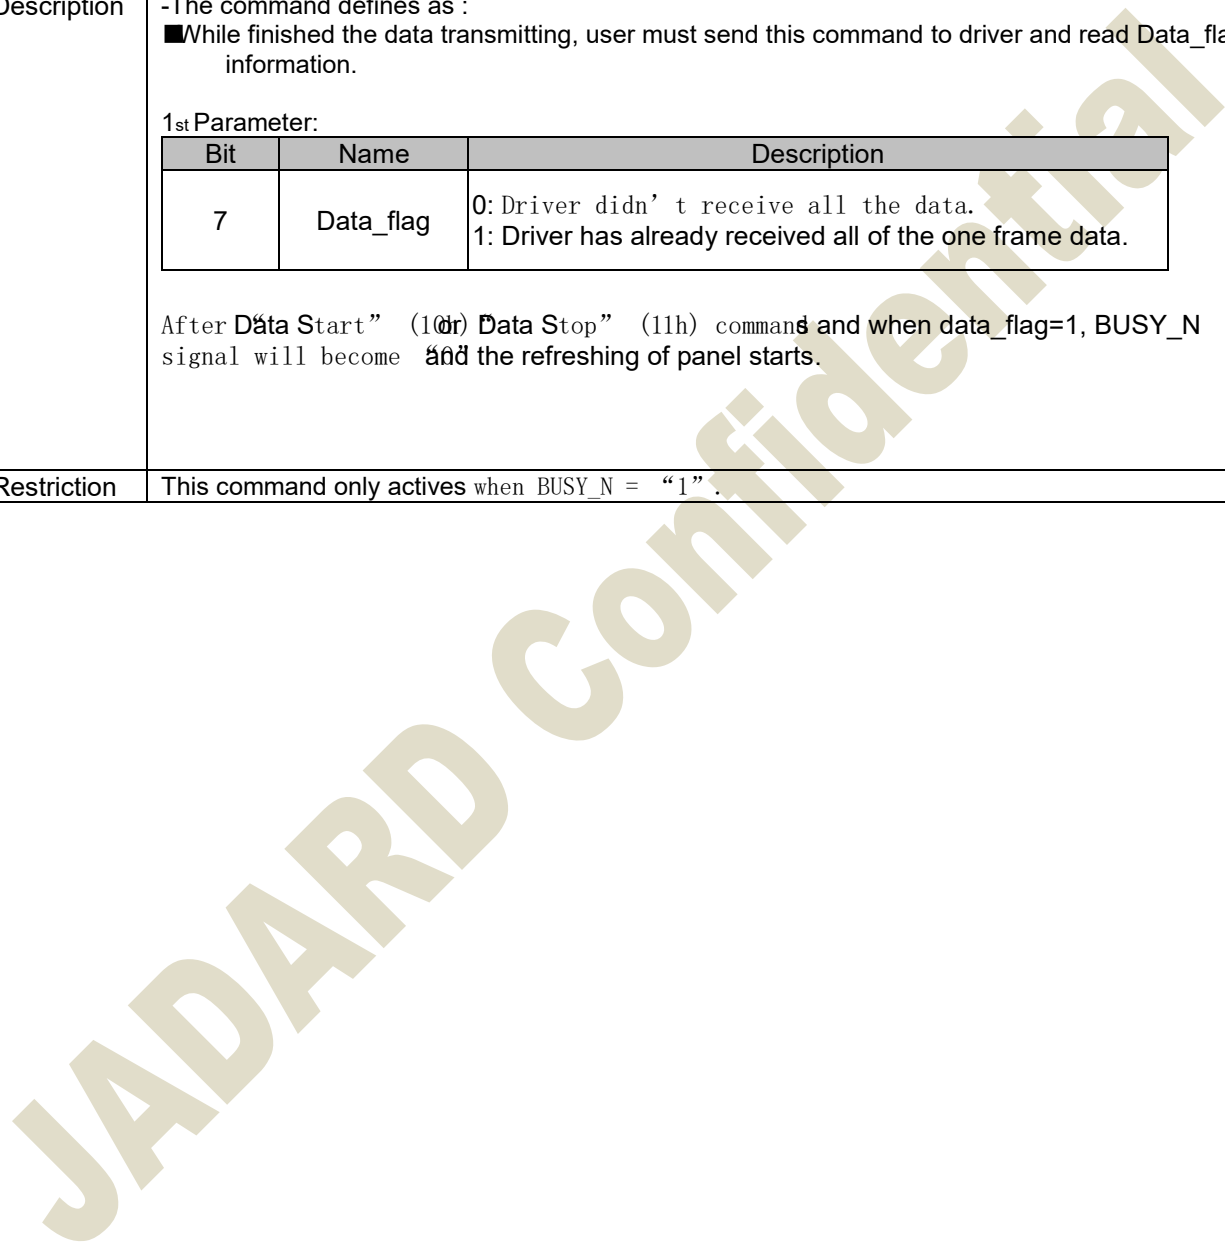 Description
-The command defines as :
■While finished the data transmitting, user must send this command to driver and read Data_fla
information.
1st Parameter:
Bit Name Description
7 Data_flag
0: Driver didn’t receive all the data.
1: Driver has already received all of the one frame data.
After “Data Start” (10h) or “Data Stop” (11h) commands and when data_flag=1, BUSY_N
signal will become “0” and the refreshing of panel starts.
Restriction
This command only actives when BUSY_N = “1”.
JADARD Confidential